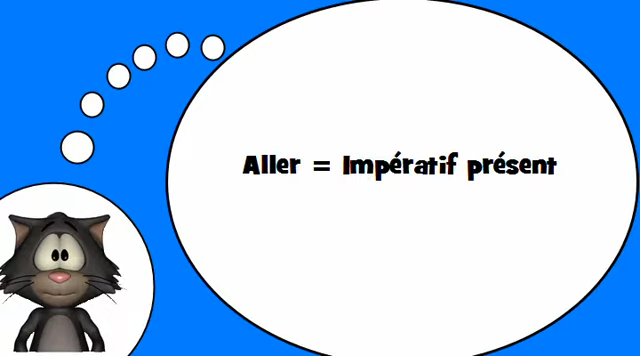 Aller = Impératif présent